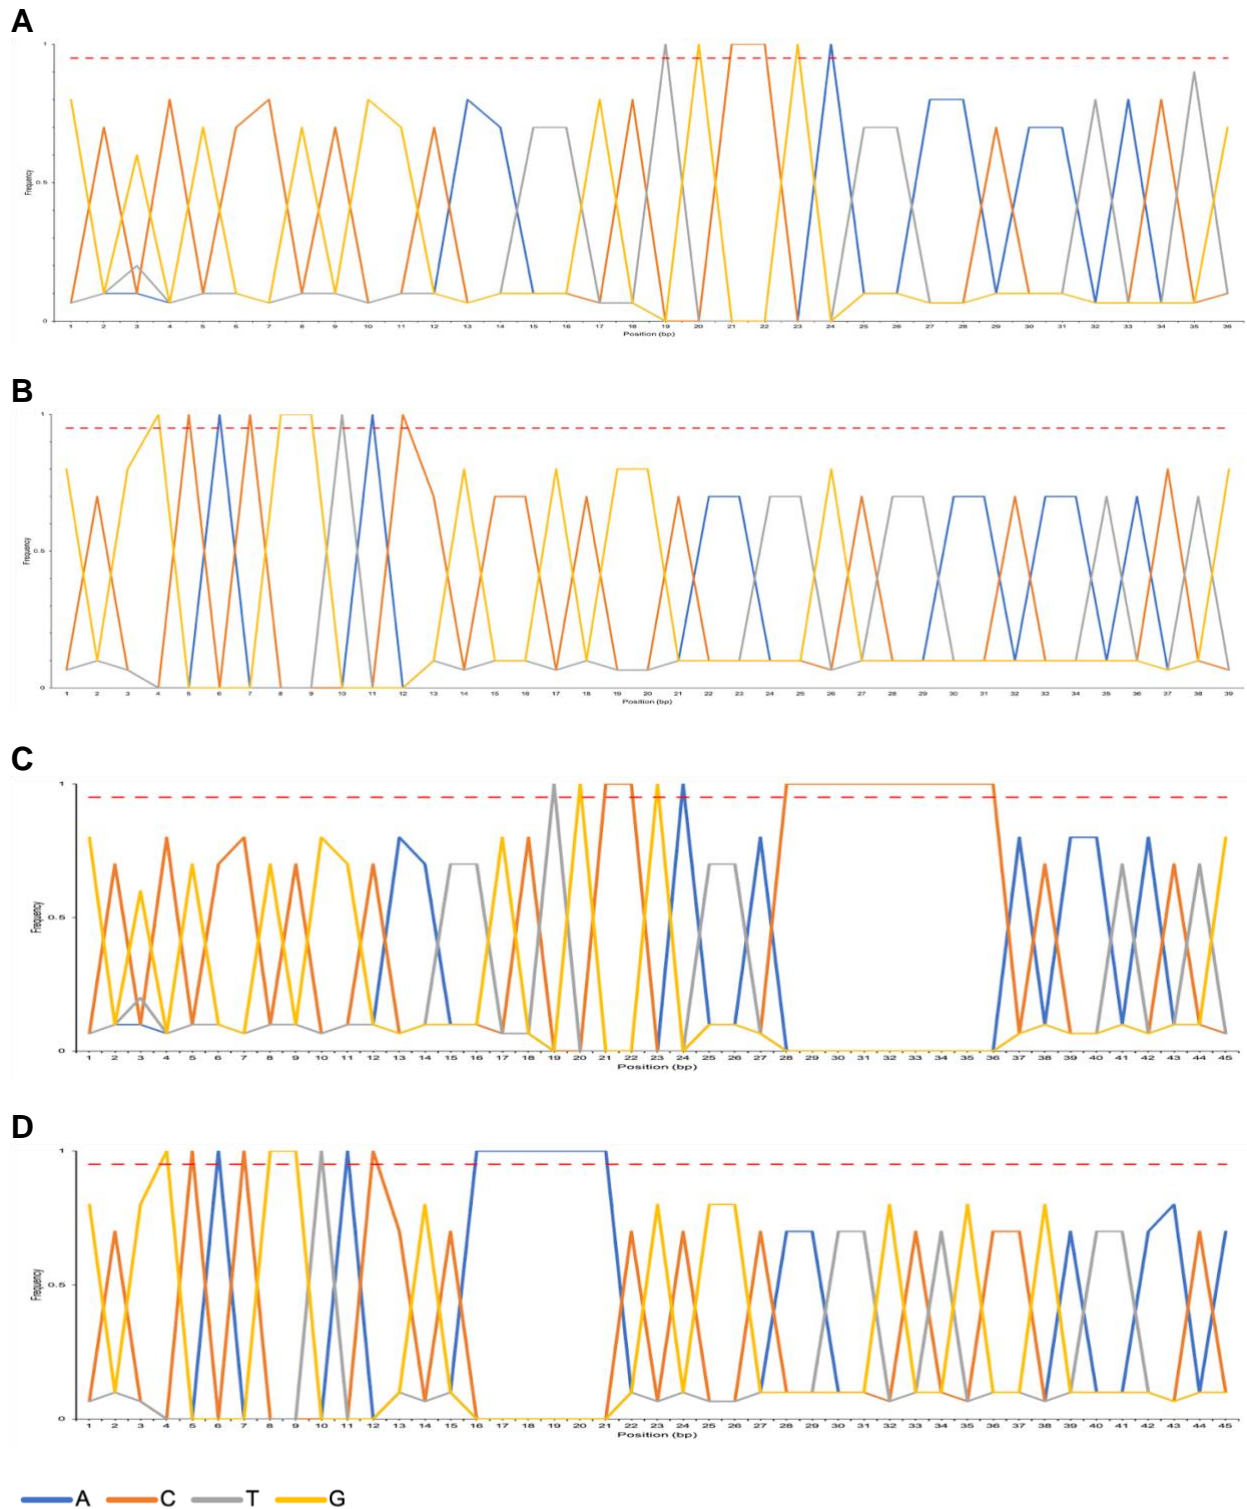 A
1
0.5
0
Frequency
1 2 3 4 5 6 7 8 9 10 11 12 13 14 15 16 17 18 19 20 21 22 23 24 25 26 27 28 29 30 31 32 33 34 35 36
Position (bp)
B
1
0.5
0
Frequency
1 2 3 4 5 6 7 8 9 10 11 12 13 14 15 16 17 18 19 20 21 22 23 24 25 26 27 28 29 30 31 32 33 34 35 36 37 38 39
Position (bp)
C
1
0.5
0
Frequency
1 2 3 4 5 6 7 8 9 10 11 12 13 14 15 16 17 18 19 20 21 22 23 24 25 26 27 28 29 30 31 32 33 34 35 36 37 38 39 40 41 42 43 44 45
Position (bp)
D
1
0.5
0
Frequency
1 2 3 4 5 6 7 8 9 10 11 12 13 14 15 16 17 18 19 20 21 22 23 24 25 26 27 28 29 30 31 32 33 34 35 36 37 38 39 40 41 42 43 44 45
Position (bp)
A C T G